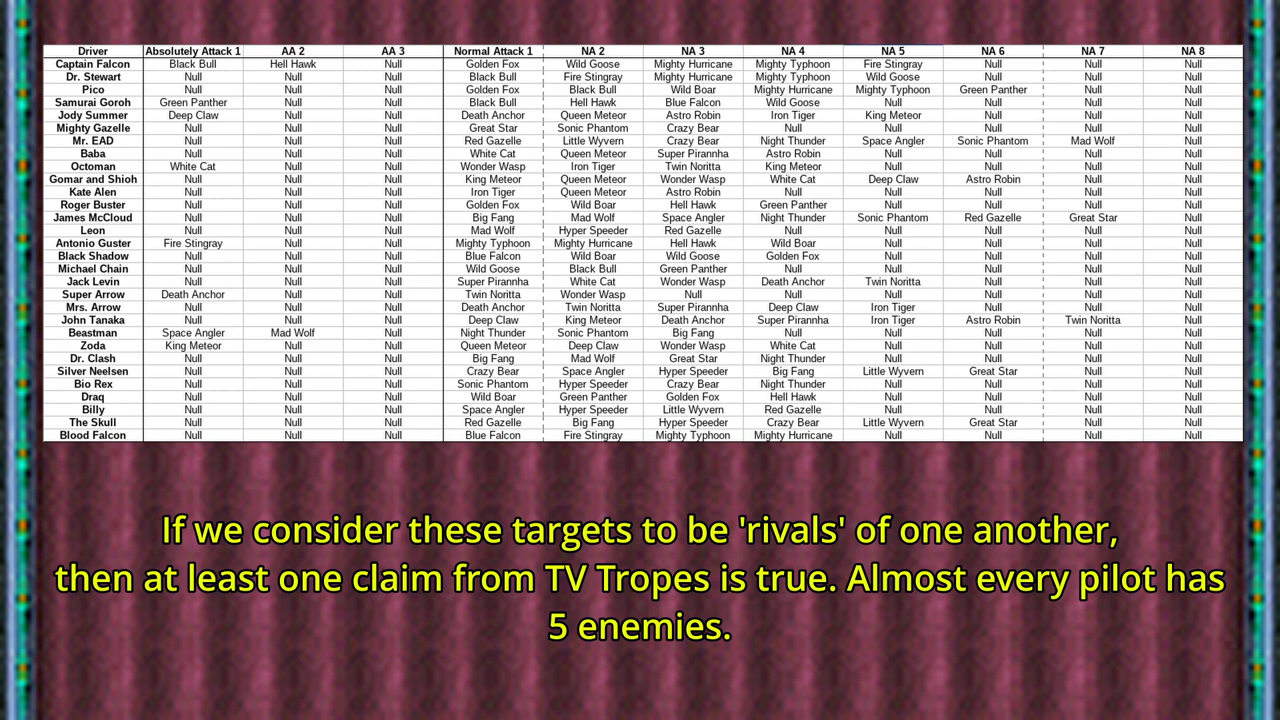 Driver Absolutely Attack 1 AA 2 AA 3 Normal Attack 1 NA 2 NA 3 NA 4 NA 5 NA 6 NA 7 NA 8
Captain Falcon Black Bull Hell Hawk Null Golden Fox Wild Goose Mighty Hurricane Mighty Typhoon Fire Stingray Null Null Null
Dr. Stewart Null Null Null Black Bull Fire Stingray Mighty Hurricane Mighty Typhoon Wild Goose Null Null Null
Pico Null Null Null Golden Fox Black Bull Wild Boar Mighty Hurricane Mighty Typhoon Green Panther Null Null
Samurai Goroh Green Panther Null Null Black Bull Hell Hawk Blue Falcon Wild Goose Null Null Null Null
Jody Summer Deep Claw Null Null Death Anchor Queen Meteor Astro Robin Iron Tiger King Meteor Null Null Null
Mighty Gazelle Null Null Null Great Star Sonic Phantom Crazy Bear Null Null Null Null Null
Mr. EAD Null Null Null Red Gazelle Little Wyvern Crazy Bear Night Thunder Space Angler Sonic Phantom Mad Wolf Null
Baba Null Null Null White Cat Queen Meteor Super Pirannha Astro Robin Null Null Null Null
Octoman White Cat Null Null Wonder Wasp Iron Tiger Twin Noritta King Meteor Null Null Null Null
Gomar and Shioh Null Null Null King Meteor Queen Meteor Wonder Wasp White Cat Deep Claw Astro Robin Null Null
Kate Alen Null Null Null Iron Tiger Queen Meteor Astro Robin Null Null Null Null Null
Roger Buster Null Null Null Golden Fox Wild Boar Hell Hawk Green Panther Null Null Null Null
James McCloud Null Null Null Big Fang Mad Wolf Space Angler Night Thunder Sonic Phantom Red Gazelle Great Star Null
Leon Null Null Null Mad Wolf Hyper Speeder Red Gazelle Null Null Null Null Null
Antonio Guster Fire Stingray Null Null Mighty Typhoon Mighty Hurricane Hell Hawk Wild Boar Null Null Null Null
Black Shadow Null Null Null Blue Falcon Wild Boar Wild Goose Golden Fox Null Null Null Null
Michael Chain Null Null Null Wild Goose Black Bull Green Panther Null Null Null Null Null
Jack Levin Null Null Null Super Pirannha White Cat Wonder Wasp Death Anchor Twin Noritta Null Null Null
Super Arrow Death Anchor Null Null Twin Noritta Wonder Wasp Null Null Null Null Null Null
Mrs. Arrow Null Null Null Death Anchor Twin Noritta Super Pirannha Deep Claw Iron Tiger Null Null Null
John Tanaka Null Null Null Deep Claw King Meteor Death Anchor Super Pirannha Iron Tiger Astro Robin Twin Noritta Null
Beastman Space Angler Mad Wolf Null Night Thunder Sonic Phantom Big Fang Null Null Null Null Null
Zoda King Meteor Null Null Queen Meteor Deep Claw Wonder Wasp White Cat Null Null Null Null
Dr. Clash Null Null Null Big Fang Mad Wolf Great Star Night Thunder Null Null Null Null
Silver Neelsen Null Null Null Crazy Bear Space Angler Hyper Speeder Big Fang Little Wyvern Great Star Null Null
Bio Rex Null Null Null Sonic Phantom Hyper Speeder Crazy Bear Night Thunder Null Null Null Null
Draq Null Null Null Wild Boar Green Panther Golden Fox Hell Hawk Null Null Null Null
Billy Null Null Null Space Angler Hyper Speeder Little Wyvern Red Gazelle Null Null Null Null
The Skull Null Null Null Red Gazelle Big Fang Hyper Speeder Crazy Bear Little Wyvern Great Star Null Null
Blood Falcon Null Null Null Blue Falcon Fire Stingray Mighty Typhoon Mighty Hurricane Null Null Null Null
If we consider these targets to be 'rivals' of one another,
then at least one claim from TV Tropes is true. Almost every pilot has
5 enemies.